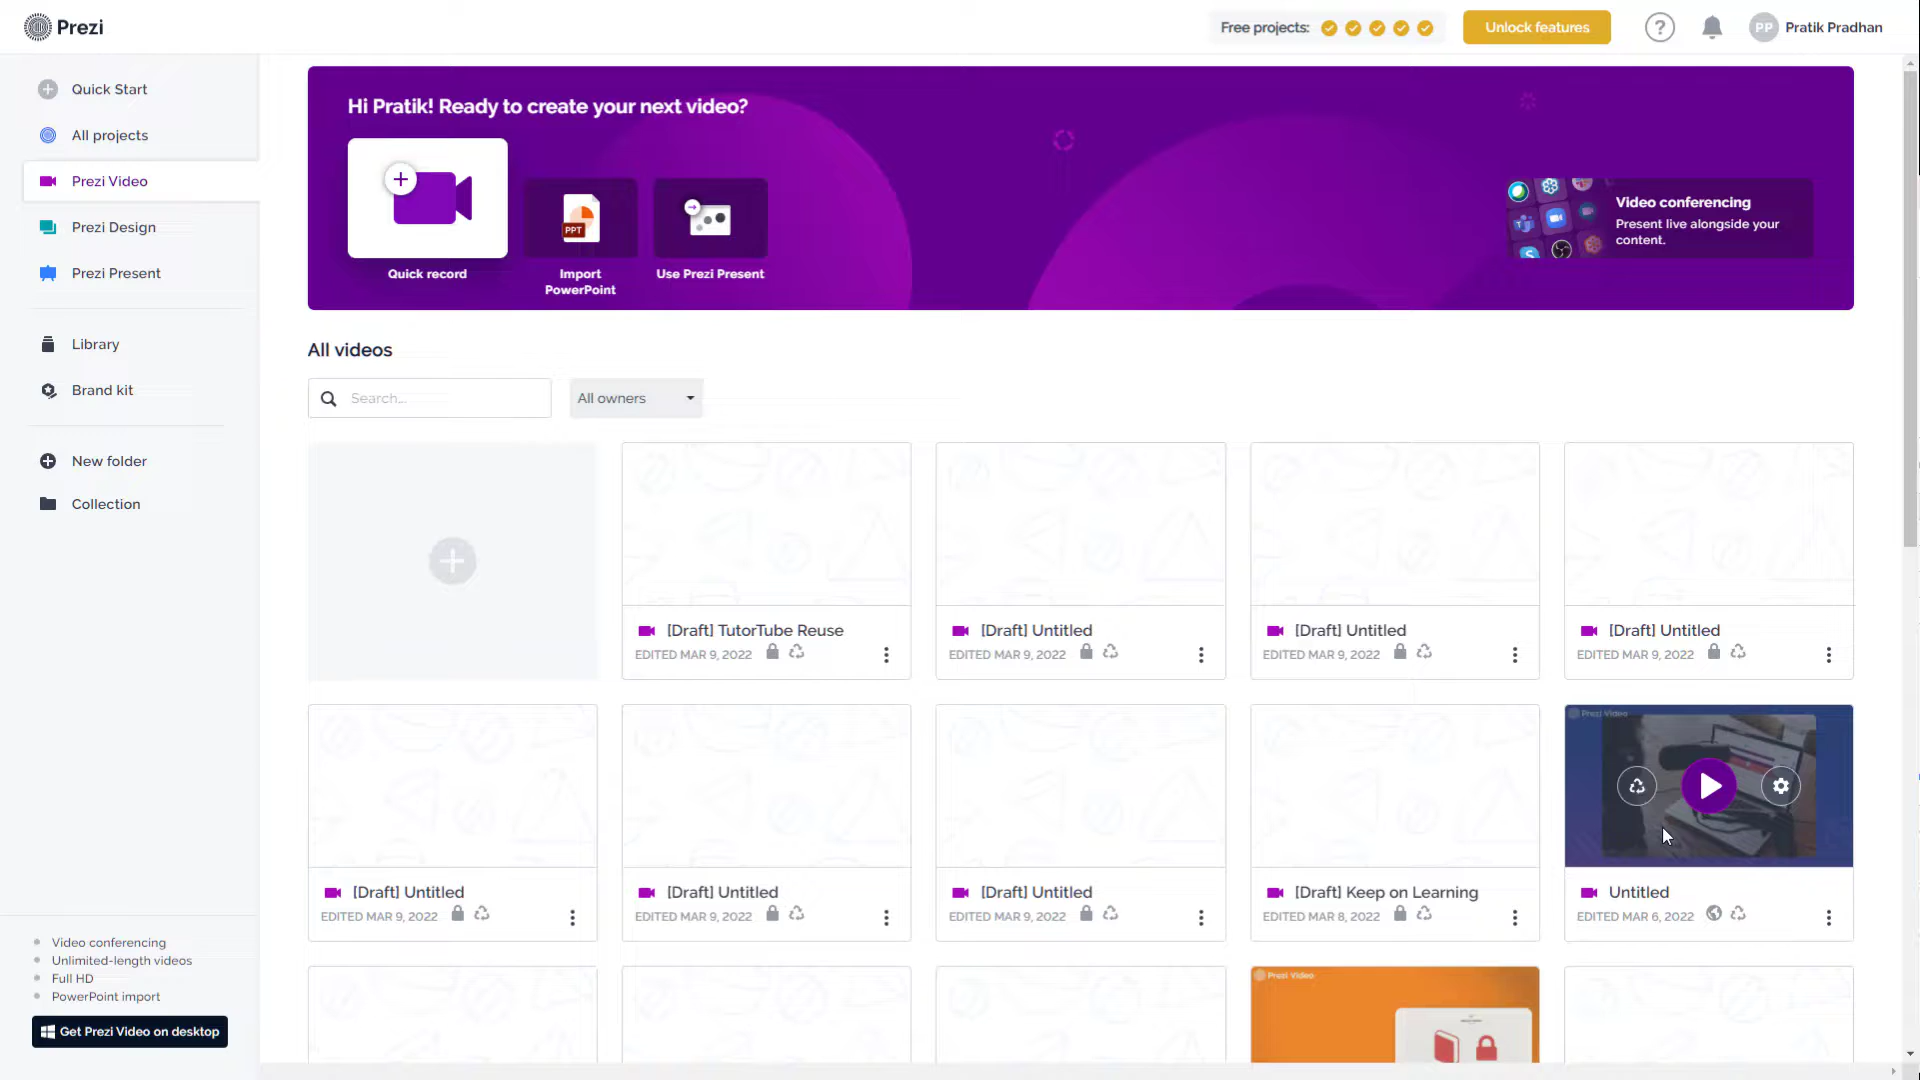 Prezi
Free projects:
Unlock features
?
PP
Pratik Pradhan
Quick Start
All projects
Prezi Video
Prezi Design
Prezi Present
Library
Brand kit
New folder
Collection
Video conferencing
Unlimited-length videos
Full HD
PowerPoint import
Get Prezi Video on desktop
Hi Pratik! Ready to create your next video?
Quick record
PPT
Import
PowerPoint
Use Prezi Present
Video conferencing
Present live alongside your
content.
All videos
Search...
All owners
[Draft] TutorTube Reuse
EDITED MAR 9, 2022
[Draft] Untitled
EDITED MAR 9, 2022
[Draft] Untitled
EDITED MAR 9, 2022
[Draft] Untitled
EDITED MAR 9, 2022
[Draft] Untitled
EDITED MAR 9, 2022
[Draft] Untitled
EDITED MAR 9, 2022
[Draft] Untitled
EDITED MAR 9, 2022
[Draft] Keep on Learning
EDITED MAR 8, 2022
Prezi Video
Untitled
EDITED MAR 6, 2022
Prezi Video